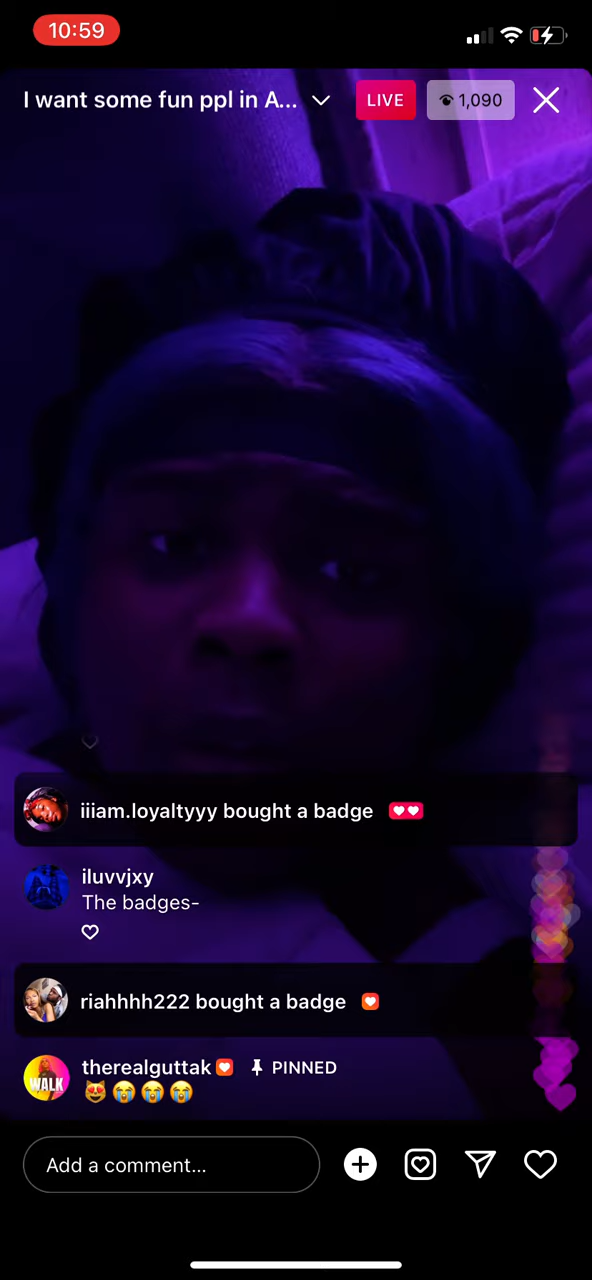 10:59
I want some fun ppl in A...
LIVE
1,090
iiiam.loyaltyyy bought a badge
iluvvjxy
The badges-
riahhhh222 bought a badge
therealguttak PINNED
WALK
😻😭😭😭
Add a comment...